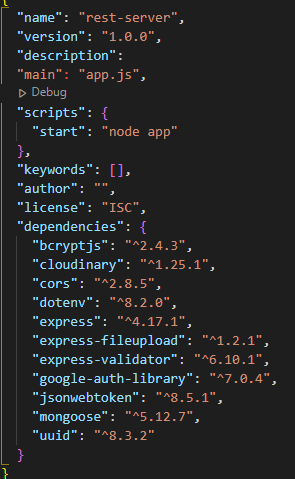 {
"name": "rest-server",
"version": "1.0.0",
"description":
"main": "app.js",
Debug
"scripts": {
"start": "node app"
},
"keywords": [],
"author": "",
"license": "ISC",
"dependencies": {
"bcryptjs": "^2.4.3",
"cloudinary": "^1.25.1",
"cors": "^2.8.5",
"dotenv": "^8.2.0",
"express": "^4.17.1",
"express-fileupload": "^1.2.1",
"express-validator": "^6.10.1",
"google-auth-library": "^7.0.4",
"jsonwebtoken": "^8.5.1",
"mongoose": "^5.12.7",
"uuid": "^8.3.2"
}
}